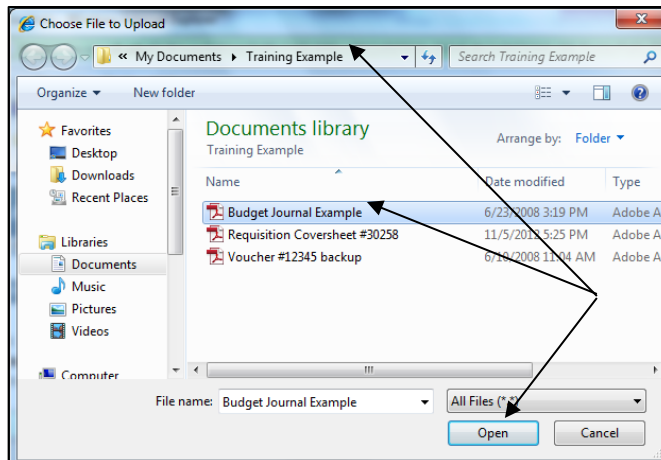 Choose File to Upload
« My Documents Training Example Search Training Example
Organize New folder
Favorites
Desktop
Downloads
Recent Places
Libraries
Documents
Music
Pictures
Videos
Computer
Documents library
Training Example
Arrange by: Folder
Name Date modified Type
Budget Journal Example 6/23/2008 3:19 PM Adobe A
Requisition Coversheet #30258 11/5/2012 5:25 PM Adobe A
Voucher #12345 backup 6/10/2008 11:04 AM Adobe A
File name: Budget Journal Example All Files (*.*)
Open Cancel